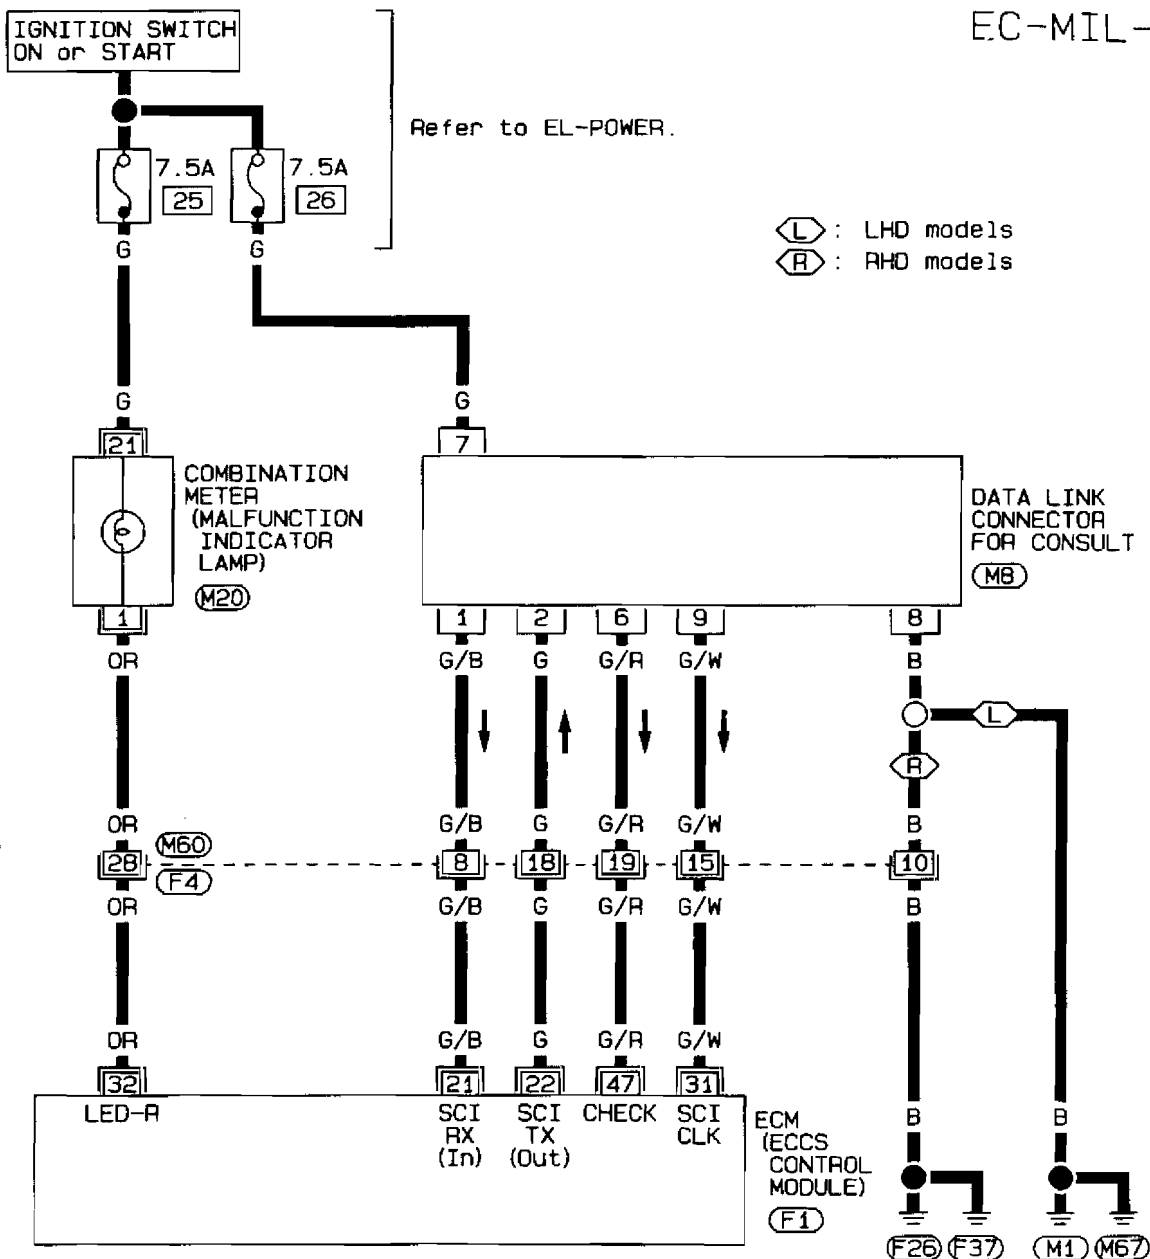 EC-MIL-
IGNITION SWITCH
ON or START
Refer to EL-POWER.
7.5A
25
7.5A
26
L : LHD models
R : RHD models
G
G
G
G
21
7
COMBINATION
METER
(MALFUNCTION
INDICATOR
LAMP)
M20
DATA LINK
CONNECTOR
FOR CONSULT
M8
1
1
2
6
9
8
OR
G/B
G
G/R
G/W
B
L
R
OR
G/B
G
G/R
G/W
B
M60
28
8
18
19
15
10
F4
OR
G/B
G
G/R
G/W
B
OR
G/B
G
G/R
G/W
32
21
22
47
31
LED-R
SCI
RX
(In)
SCI
TX
(Out)
CHECK
SCI
CLK
ECM
(ECCS
CONTROL
MODULE)
F1
B
B
F26
F37
M1
M67